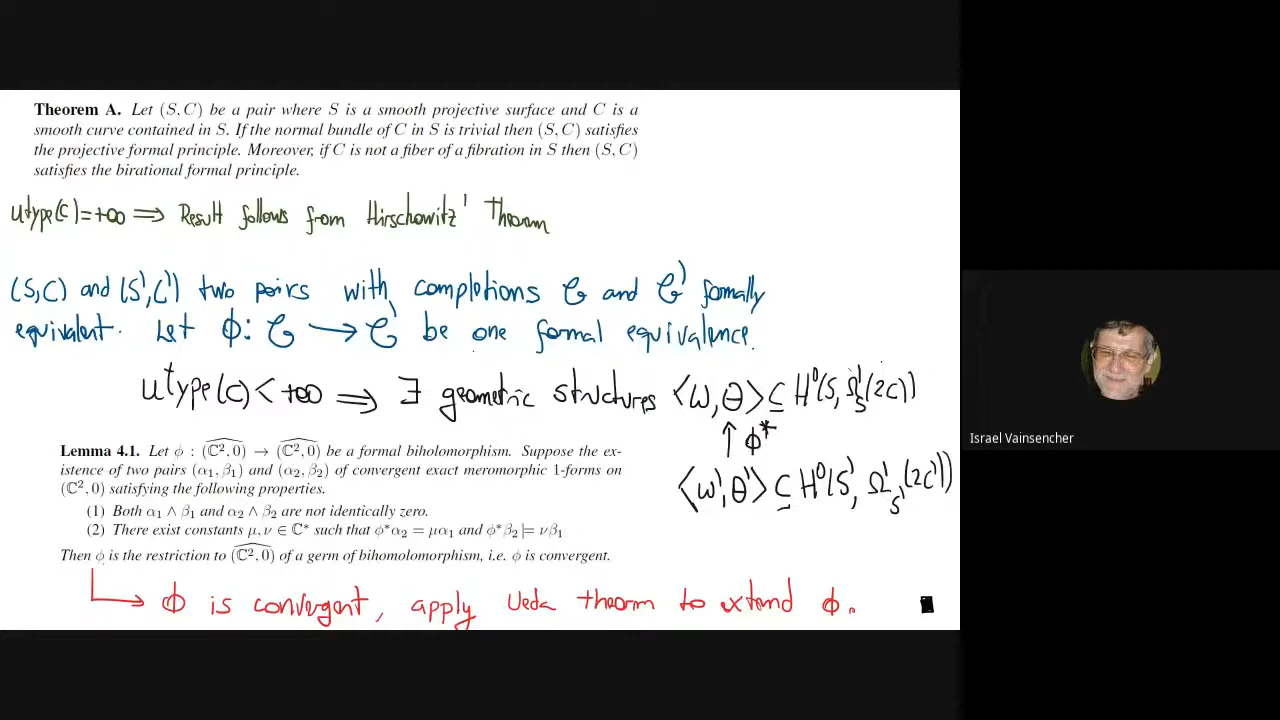 Theorem A. Let (S, C) be a pair where S is a smooth projective surface and C is a
smooth curve contained in S. If the normal bundle of C in S is trivial then (S, C) satisfies
the projective formal principle. Moreover, if C is not a fiber of a fibration in S then (S, C)
satisfies the birational formal principle.
utype(C)=+∞ ⟹ Result follows from Hirschowitz' Theorem
(S,C) and (S',C') two pairs with completions 𝒞 and 𝒞' formally
equivalent. Let ϕ: 𝒞 → 𝒞' be one formal equivalence.
utype(C) < +∞ ⟹ ∃ geometric structures ⟨ω, θ⟩ ⊆ H⁰(S, Ω¹_S(2C))
↑ ϕ*
⟨ω', θ'⟩ ⊆ H⁰(S', Ω¹_S'(2C'))
Lemma 4.1. Let ϕ : (ℂ², 0)^ → (ℂ², 0)^ be a formal biholomorphism. Suppose the ex-
istence of two pairs (α₁, β₁) and (α₂, β₂) of convergent exact meromorphic 1-forms on
(ℂ², 0) satisfying the following properties.
(1) Both α₁ ∧ β₁ and α₂ ∧ β₂ are not identically zero.
(2) There exist constants μ, ν ∈ ℂ* such that ϕ*α₂ = μα₁ and ϕ*β₂ = νβ₁
Then ϕ is the restriction to (ℂ², 0)^ of a germ of bihomolomorphism, i.e. ϕ is convergent.
↳ ϕ is convergent, apply Ueda theorm to extend ϕ. ∎
Israel Vainsencher